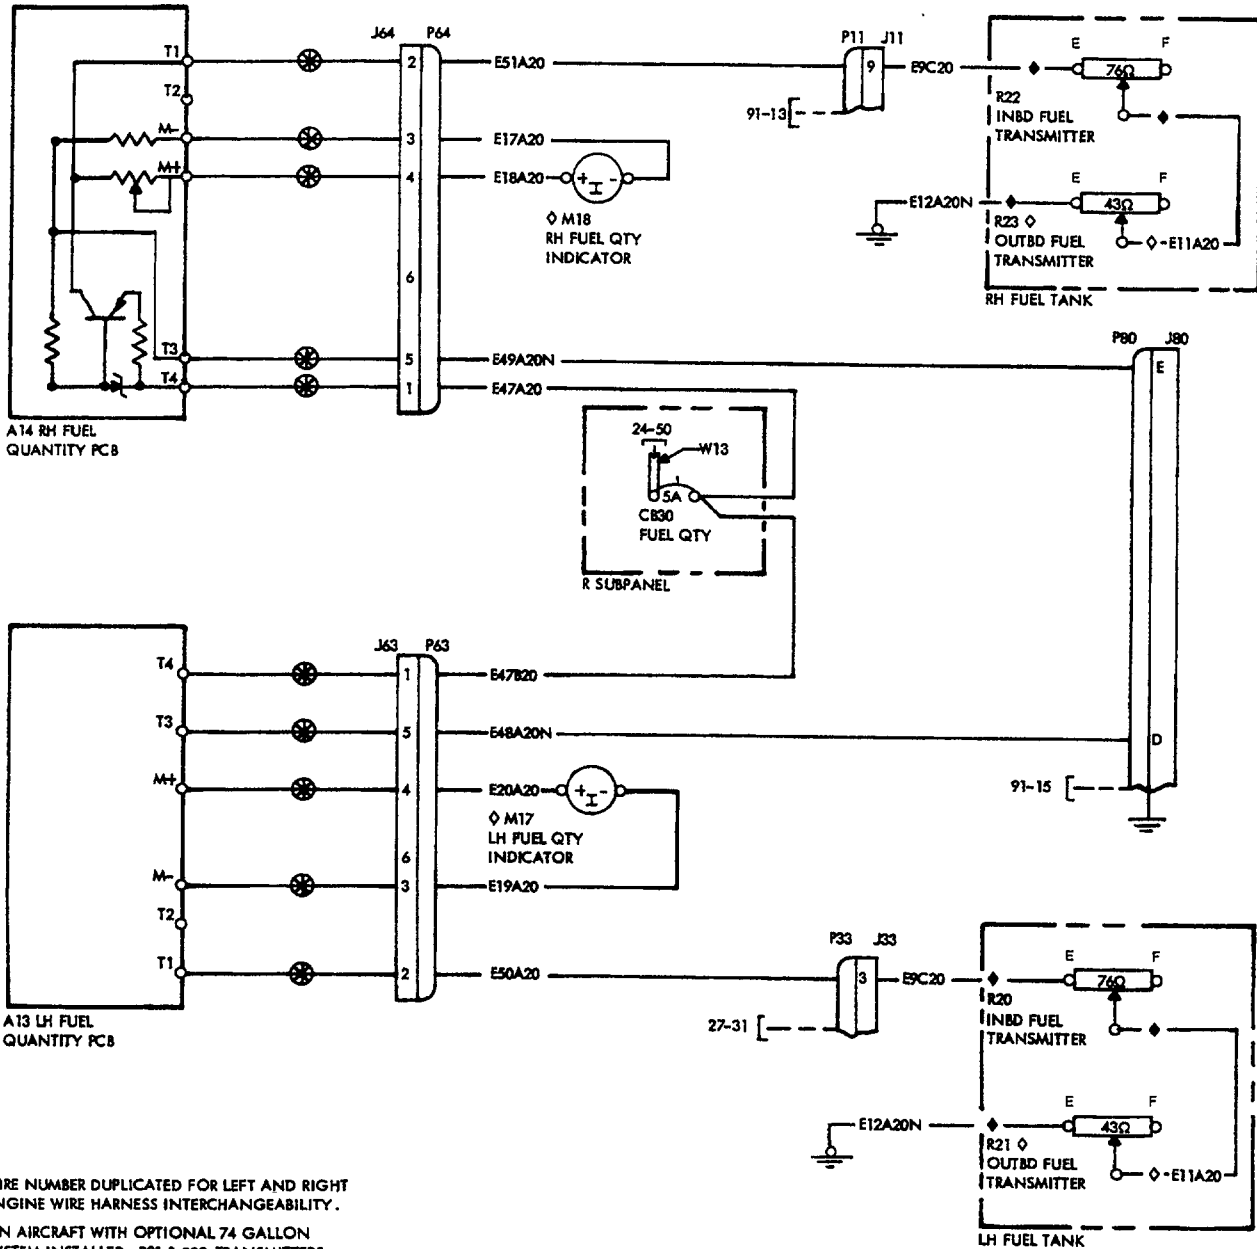 J64 P64
T1
2
E51A20
P11 J11
9
E9C20
E F
76Ω
T2
91-13
R22
INBD FUEL
TRANSMITTER
M-
3
E17A20
M+
4
E18A20
+ I -
◊ M18
RH FUEL QTY
INDICATOR
E F
43Ω
E12A20N
R23 ◊
OUTBD FUEL
TRANSMITTER
◊-E11A20
6
RH FUEL TANK
T3
5
E49A20N
P80 J80
E
T4
1
E47A20
A14 RH FUEL
QUANTITY PCB
24-50
W13
5A
CB30
FUEL QTY
R SUBPANEL
J63 P63
T4
1
E47B20
T3
5
E48A20N
D
M+
4
E20A20
+ I -
91-15
◊ M17
LH FUEL QTY
INDICATOR
6
M-
3
E19A20
T2
P33 J33
T1
2
E50A20
3
E9C20
E F
76Ω
R20
INBD FUEL
TRANSMITTER
27-31
A13 LH FUEL
QUANTITY PCB
E F
43Ω
E12A20N
R21 ◊
OUTBD FUEL
TRANSMITTER
◊-E11A20
LH FUEL TANK
IRE NUMBER DUPLICATED FOR LEFT AND RIGHT
NGINE WIRE HARNESS INTERCHANGEABILITY.
N AIRCRAFT WITH OPTIONAL 74 GALLON